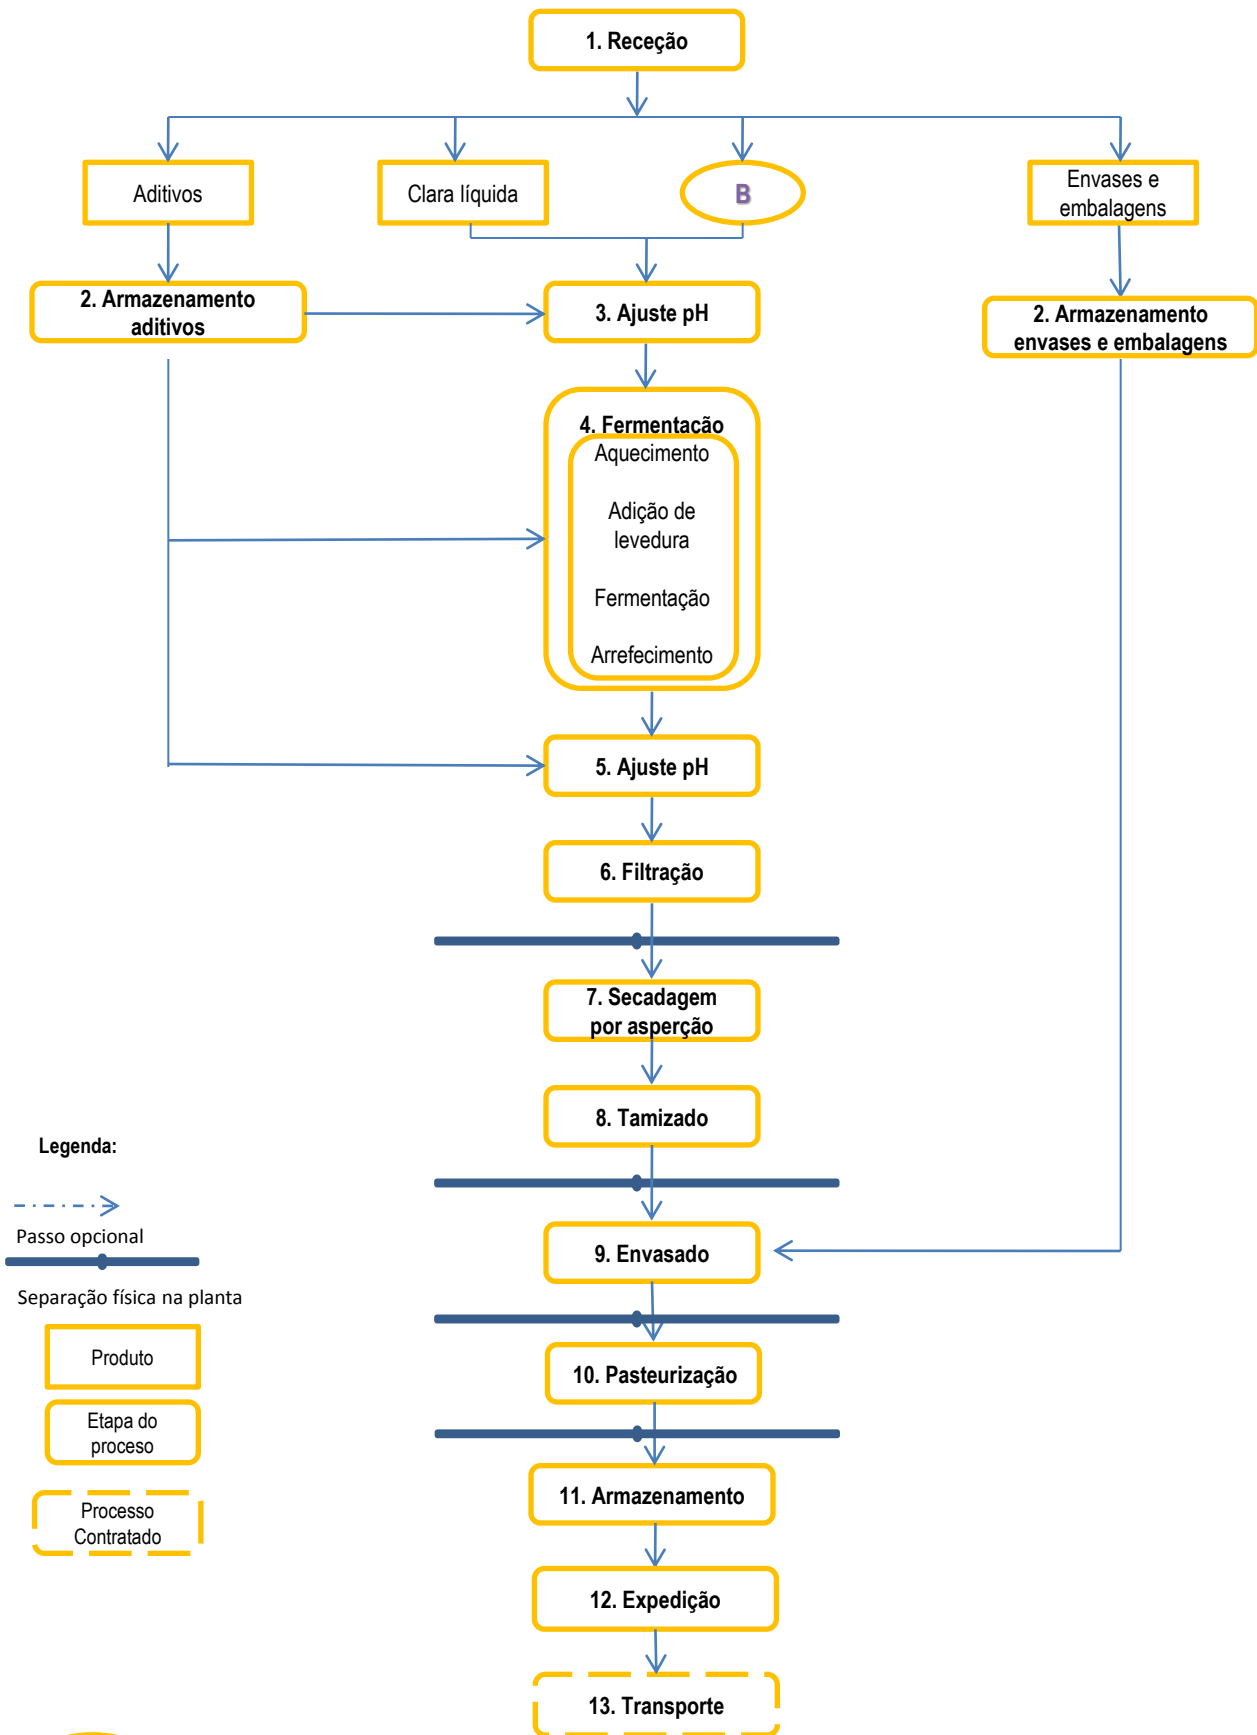 1. Receção
Aditivos
Clara líquida
B
Envases e
embalagens
2. Armazenamento
aditivos
3. Ajuste pH
2. Armazenamento
envases e embalagens
4. Fermentação
Aquecimento
Adição de
levedura
Fermentação
Arrefecimento
5. Ajuste pH
6. Filtração
7. Secadagem
por asperção
8. Tamizado
Legenda:
Passo opcional
9. Envasado
Separação física na planta
Produto
10. Pasteurização
Etapa do
proceso
11. Armazenamento
Processo
Contratado
12. Expedição
13. Transporte